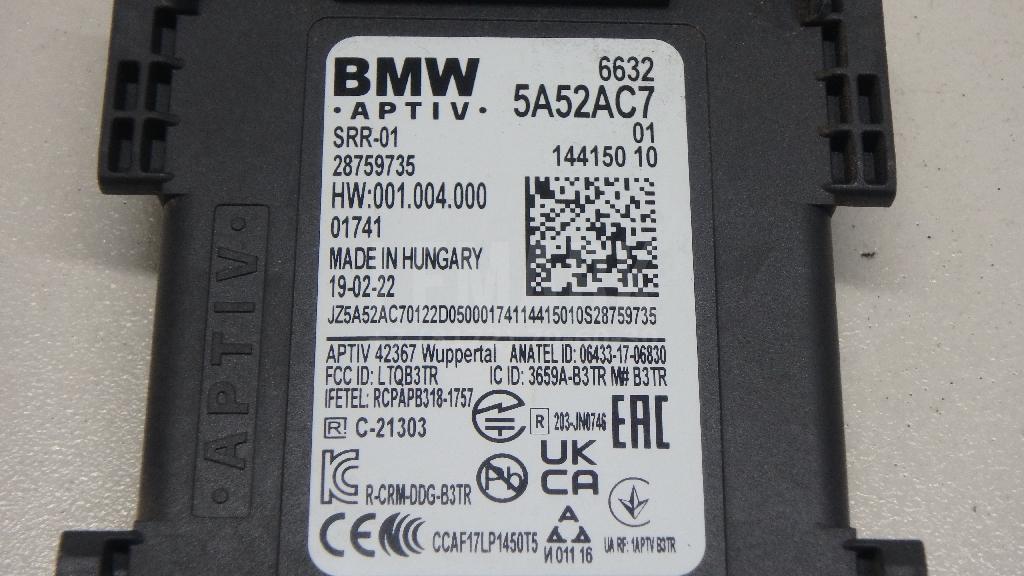 BMW
·APTIV·
6632
5A52AC7
01
144150 10
SRR-01
28759735
HW:001.004.000
01741
MADE IN HUNGARY
19-02-22
JZ5A52AC70122D05000174114415010S28759735
APTIV 42367 Wuppertal ANATEL ID: 06433-17-06830
FCC ID: LTQB3TR IC ID: 3659A-B3TR M# B3TR
IFETEL: RCPAPB318-1757
R 203-JN0746
EAC
R! C-21303
UK
CA
Pb
KC R-CRM-DDG-B3TR
CE CCAF17LP1450T5
И 011 16
UA RF: 1APTV B3TR
·APTIV·